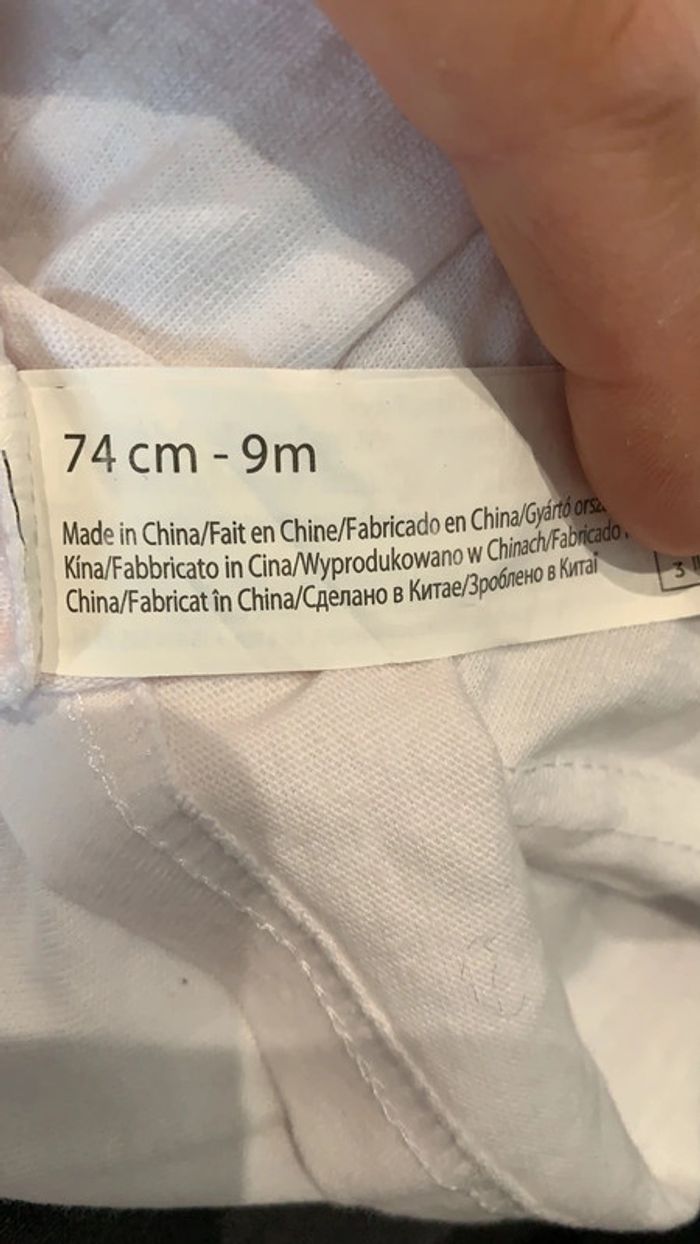 74 cm - 9m
Made in China/Fait en Chine/Fabricado en China/Gyártó
Kína/Fabbricato in Cina/Wyprodukowano w Chinach/Fabricado
China/Fabricat în China/Сделано в Китае/Зроблено в Китаї
3